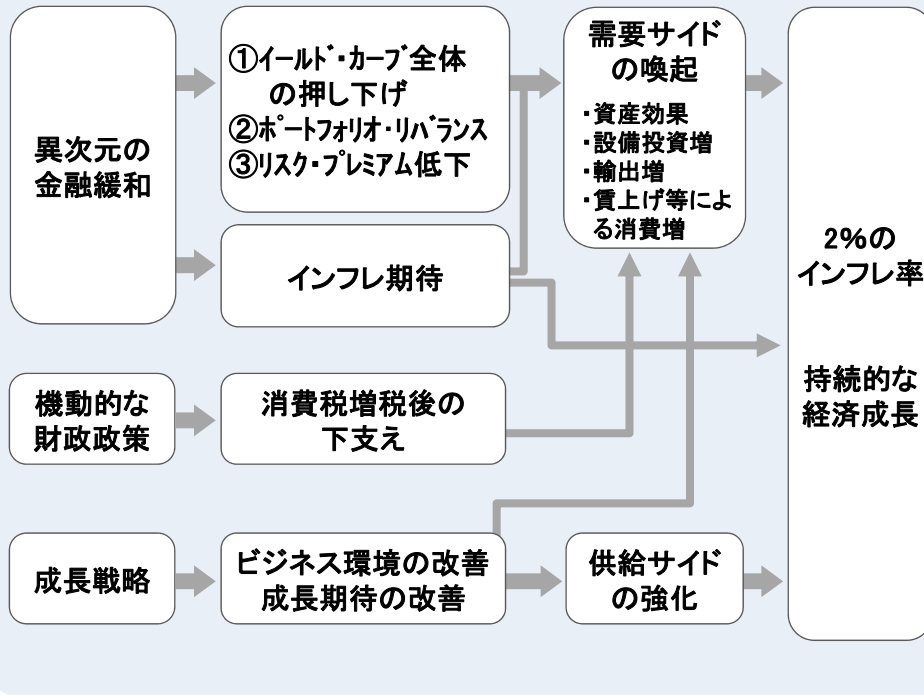 異次元の
金融緩和
①イールド・カーブ全体
の押し下げ
②ポートフォリオ・リバランス
③リスク・プレミアム低下
インフレ期待
需要サイド
の喚起
・資産効果
・設備投資増
・輸出増
・賃上げ等によ
る消費増
2%の
インフレ率
持続的な
経済成長
機動的な
財政政策
消費税増税後の
下支え
成長戦略
ビジネス環境の改善
成長期待の改善
供給サイド
の強化